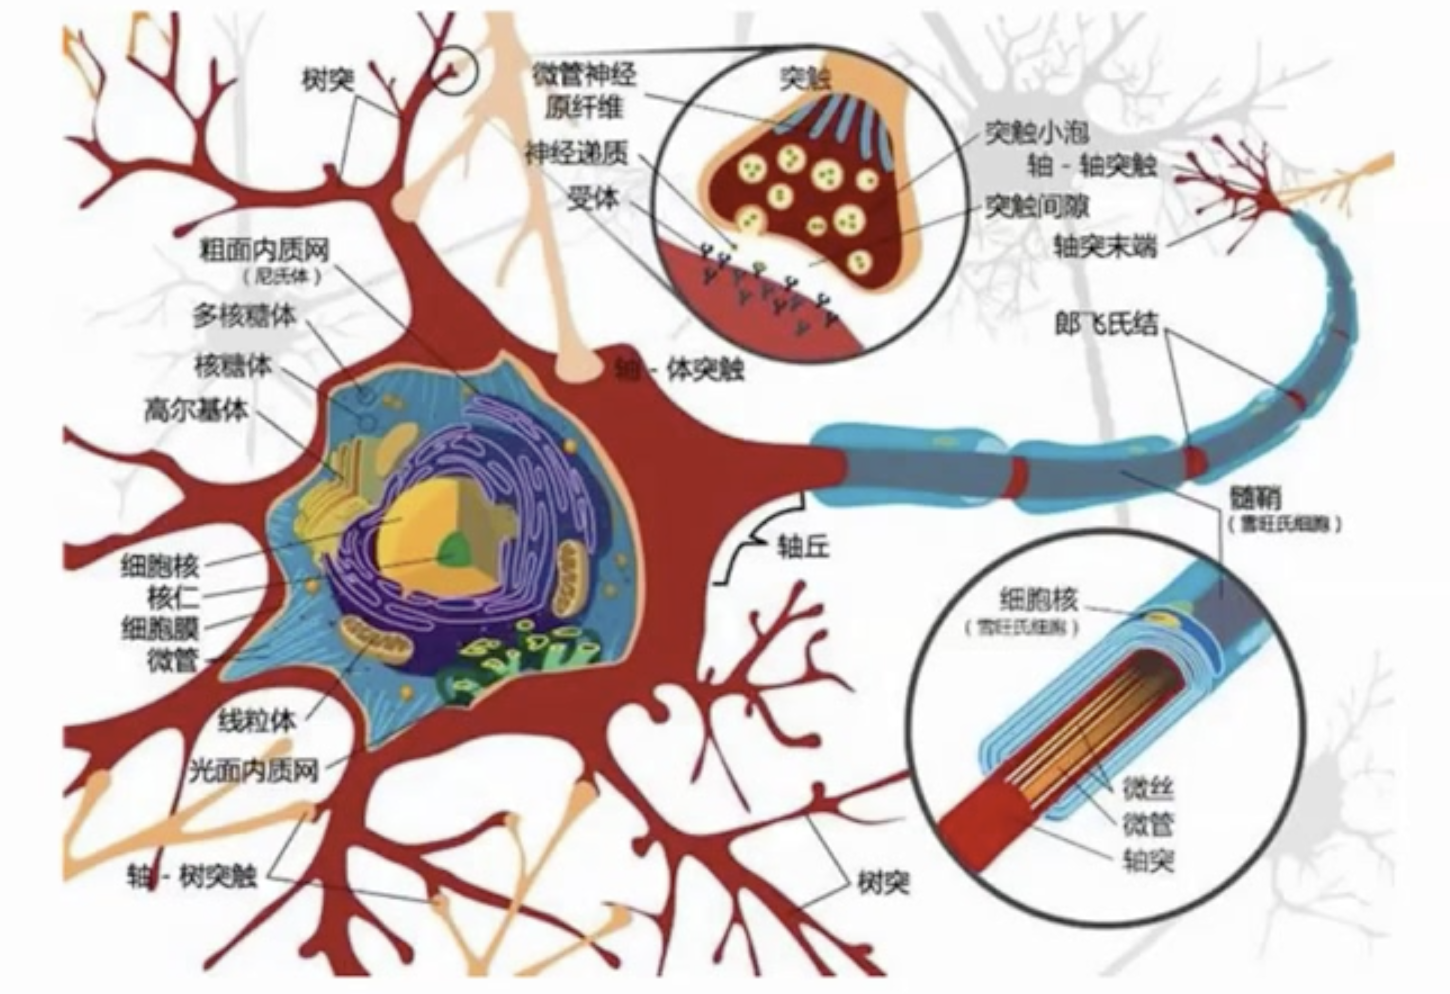 树突
微管神经
原纤维
突触
神经递质
受体
突触小泡
轴 - 轴突触
突触间隙
轴突末端
粗面内质网
(尼氏体)
多核糖体
核糖体
高尔基体
郎飞氏结
轴 - 体突触
髓鞘
(雪旺氏细胞)
轴丘
细胞核
核仁
细胞膜
微管
细胞核
(雪旺氏细胞)
线粒体
光面内质网
微丝
微管
轴突
轴 - 树突触
树突